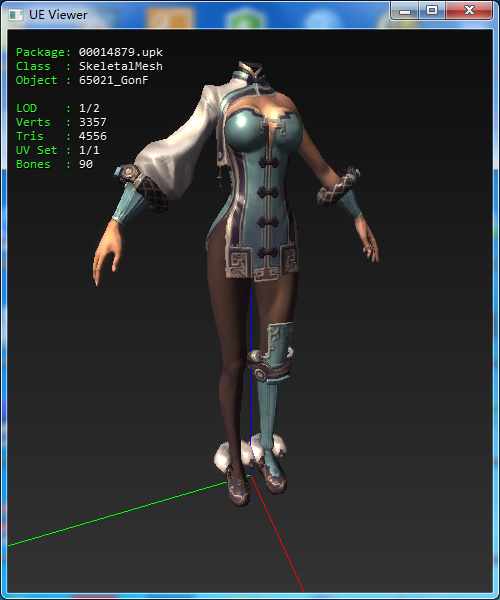 UE Viewer
Package: 00014879.upk
Class : SkeletalMesh
Object : 65021_GonF
LOD : 1/2
Verts : 3357
Tris : 4556
UV Set : 1/1
Bones : 90